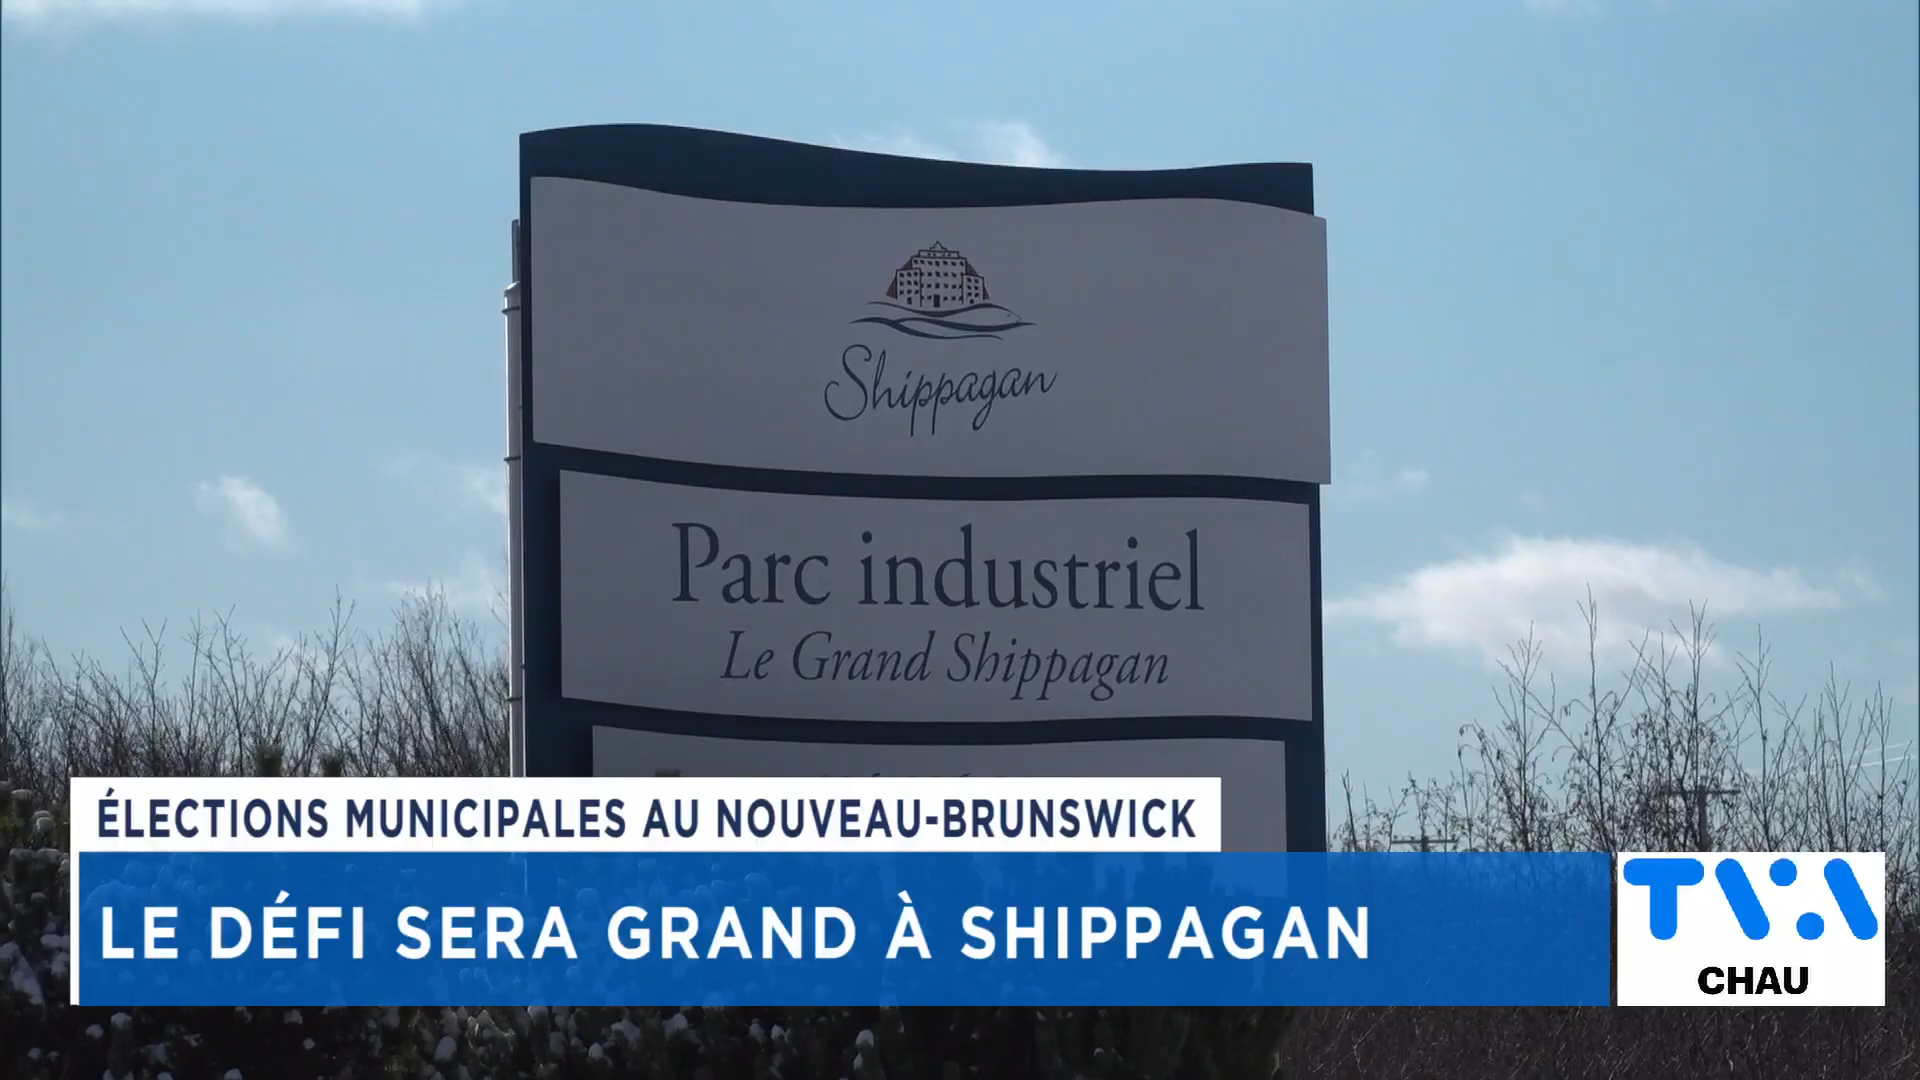 Shippagan
Parc industriel
Le Grand Shippagan
ÉLECTIONS MUNICIPALES AU NOUVEAU-BRUNSWICK
LE DÉFI SERA GRAND À SHIPPAGAN
TVA
CHAU